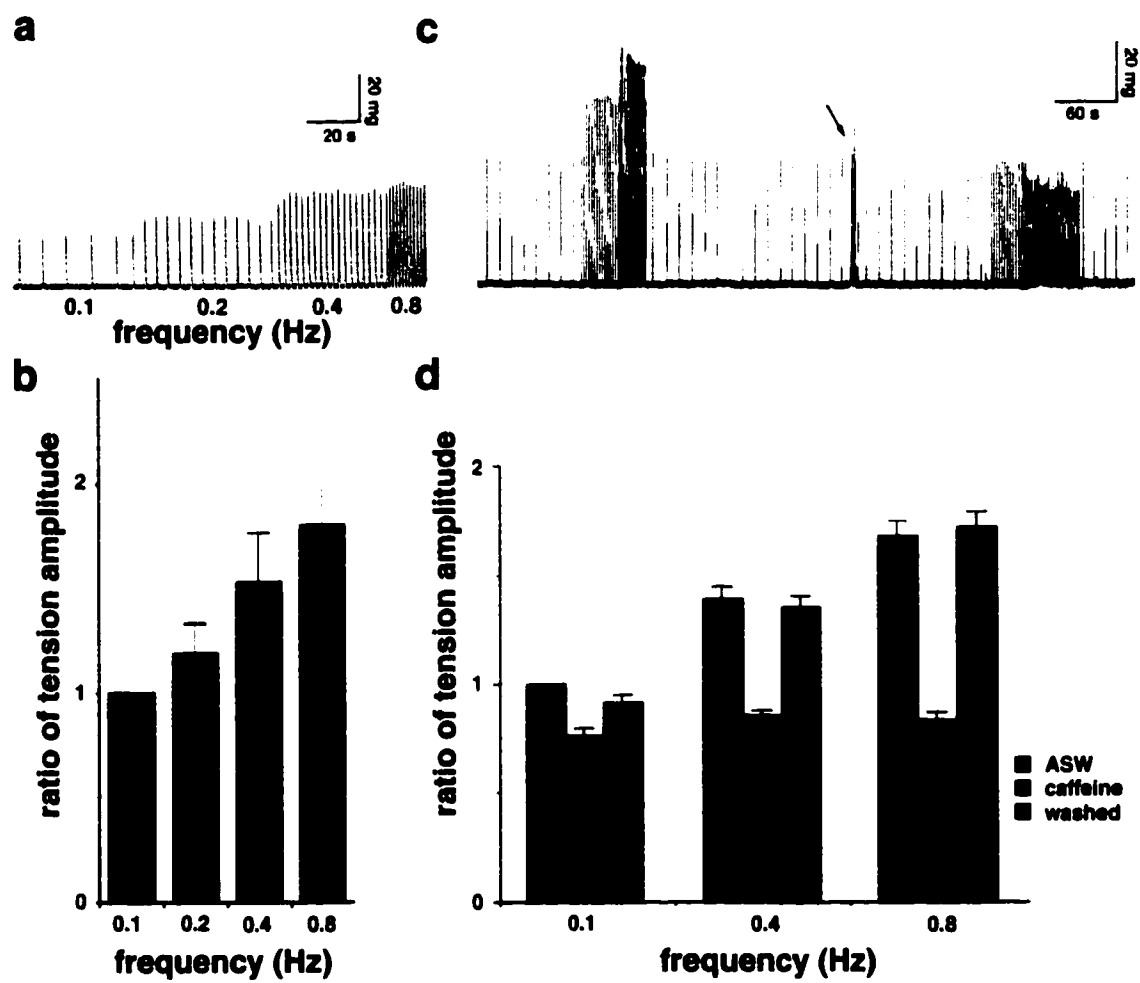 a
20 mg
20 s
0.1 0.2 0.4 0.8
frequency (Hz)
c
20 mg
60 s
b
ratio of tension amplitude
2
1
0
0.1 0.2 0.4 0.8
frequency (Hz)
d
ratio of tension amplitude
2
1
0
0.1 0.4 0.8
frequency (Hz)
ASW
caffeine
washed